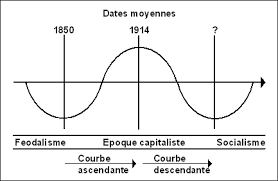 Dates moyennes
1850 1914 ?
Feodalisme Epoque capitaliste Socialisme
Courbe ascendante Courbe descendante